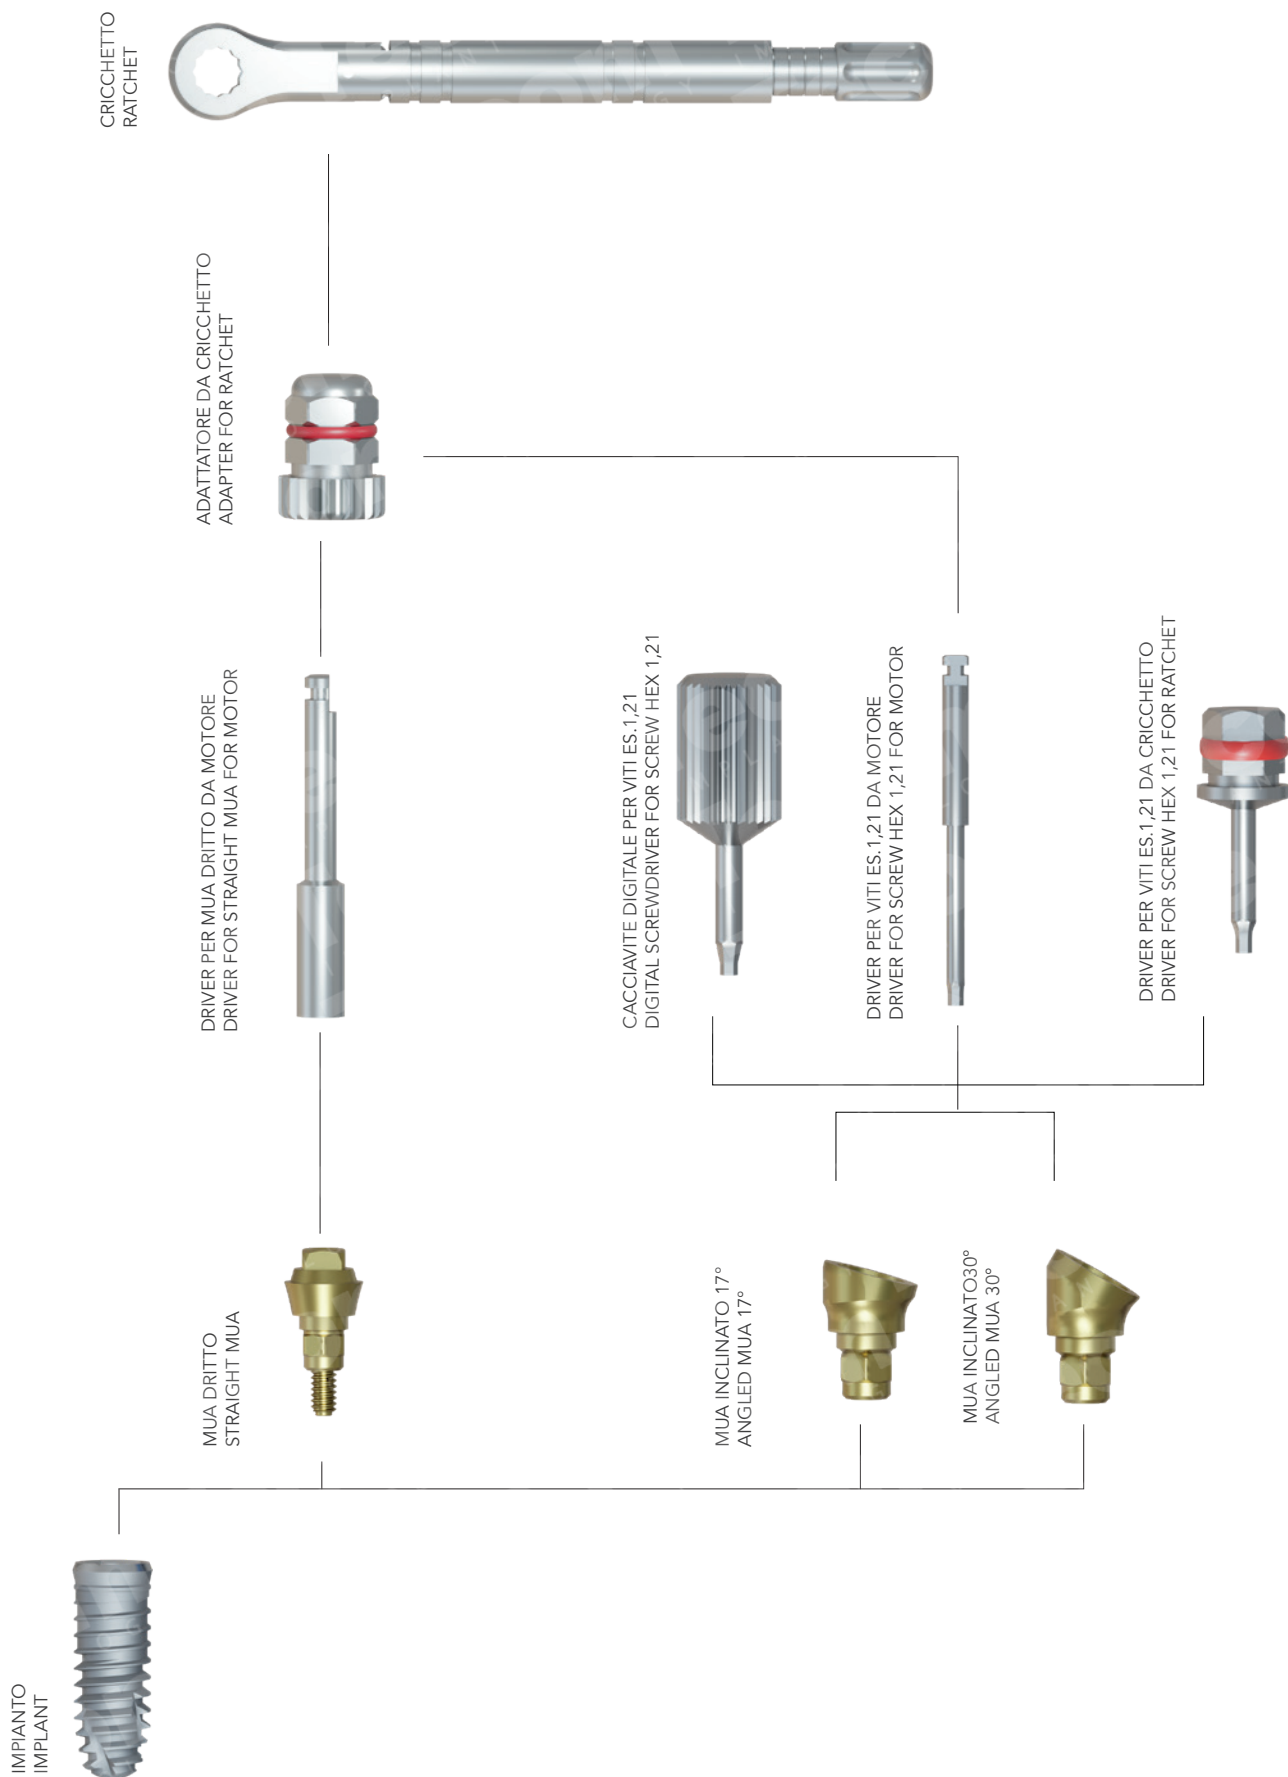 CRICCHETTO
RATCHET
ADATTATORE DA CRICCHETTO
ADAPTER FOR RATCHET
DRIVER PER MUA DRITTO DA MOTORE
DRIVER FOR STRAIGHT MUA FOR MOTOR
CACCIAVITE DIGITALE PER VITI ES.1,21
DIGITAL SCREWDRIVER FOR SCREW HEX 1,21
DRIVER PER VITI ES.1,21 DA MOTORE
DRIVER FOR SCREW HEX 1,21 FOR MOTOR
DRIVER PER VITI ES.1,21 DA CRICCHETTO
DRIVER FOR SCREW HEX 1,21 FOR RATCHET
MUA DRITTO
STRAIGHT MUA
MUA INCLINATO 17°
ANGLED MUA 17°
MUA INCLINATO30°
ANGLED MUA 30°
IMPIANTO
IMPLANT